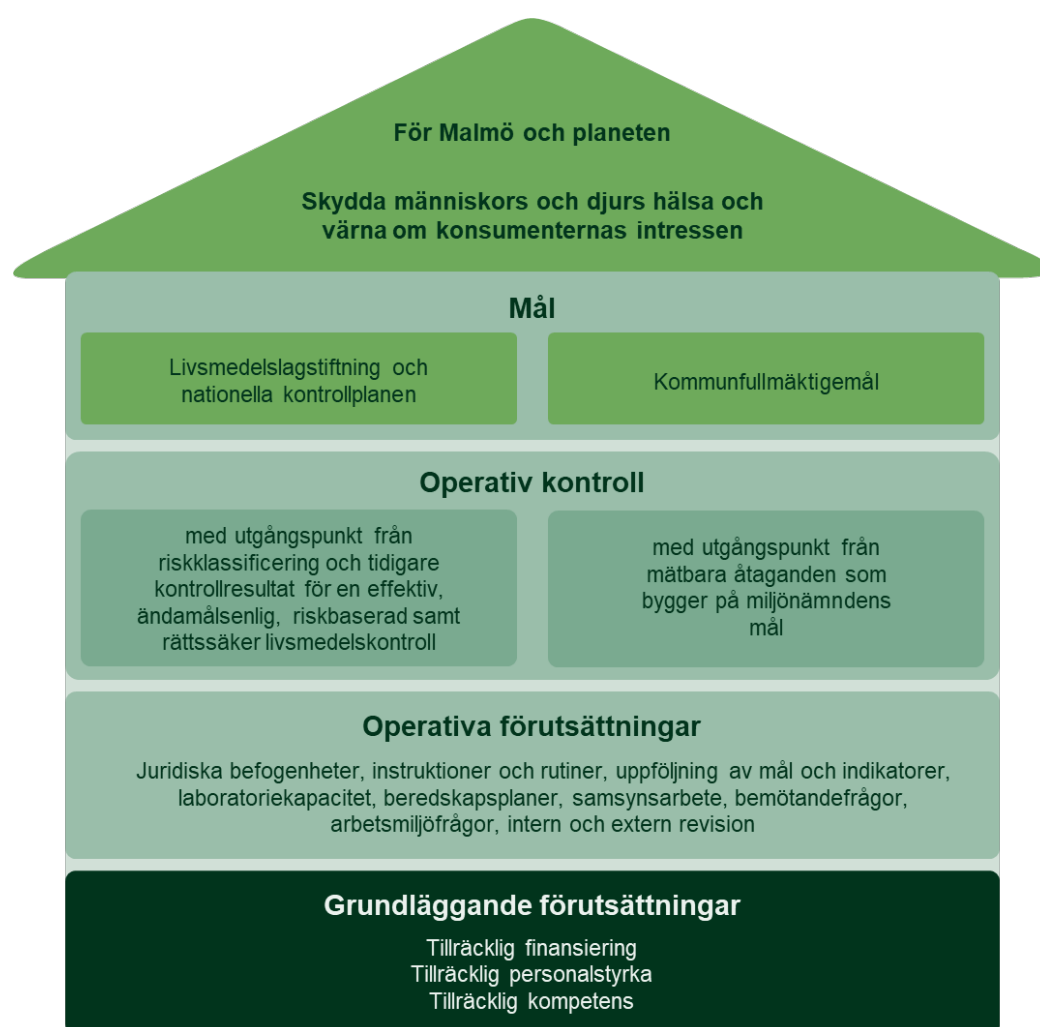 För Malmö och planeten
Skydda människors och djurs hälsa och
värna om konsumenternas intressen
Mål
Livsmedelslagstiftning och
nationella kontrollplanen
Kommunfullmäktigemål
Operativ kontroll
med utgångspunkt från
riskklassificering och tidigare
kontrollresultat för en effektiv,
ändamålsenlig, riskbaserad samt
rättssäker livsmedelskontroll
med utgångspunkt från
mätbara åtaganden som
bygger på miljönämndens
mål
Operativa förutsättningar
Juridiska befogenheter, instruktioner och rutiner, uppföljning av mål och indikatorer,
laboratoriekapacitet, beredskapsplaner, samsynsarbete, bemötandefrågor,
arbetsmiljöfrågor, intern och extern revision
Grundläggande förutsättningar
Tillräcklig finansiering
Tillräcklig personalstyrka
Tillräcklig kompetens